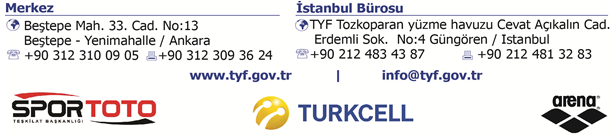 Merkez
Beştepe Mah. 33. Cad. No:13
Beştepe - Yenimahalle / Ankara
+90 312 310 09 05 +90 312 309 36 24
İstanbul Bürosu
TYF Tozkoparan yüzme havuzu Cevat Açıkalın Cad.
Erdemli Sok. No:4 Güngören / Istanbul
+90 212 483 43 87 +90 212 481 32 83
www.tyf.gov.tr | info@tyf.gov.tr
SPORTOTO
TEŞKİLAT BAŞKANLIĞI
TURKCELL
arena